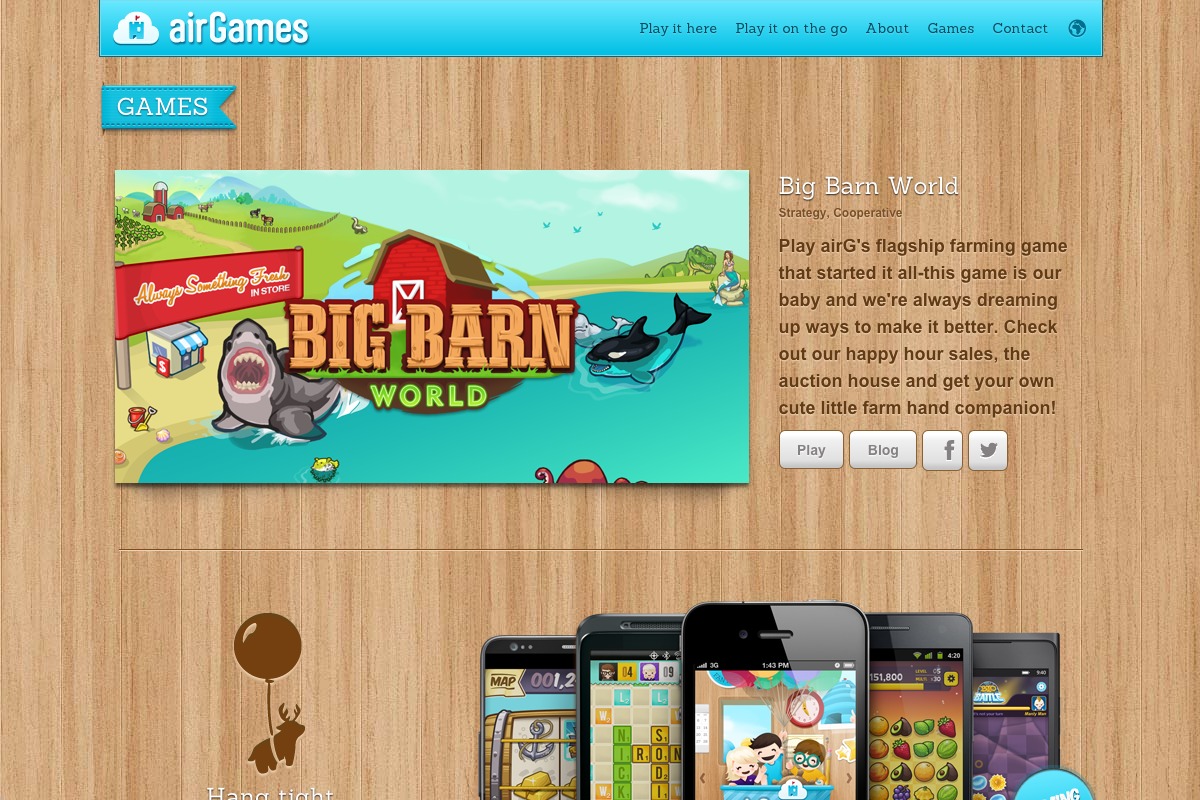 airGames
Play it here Play it on the go About Games Contact
GAMES
Always Something Fresh
IN STORE
BIG BARN
WORLD
Big Barn World
Strategy, Cooperative
Play airG's flagship farming game
that started it all-this game is our
baby and we're always dreaming
up ways to make it better. Check
out our happy hour sales, the
auction house and get your own
cute little farm hand companion!
Play Blog
Hang tight
3G 1:43 PM
4:20
9:40
MAP
04 09
151,800
LEVEL
BATTLE